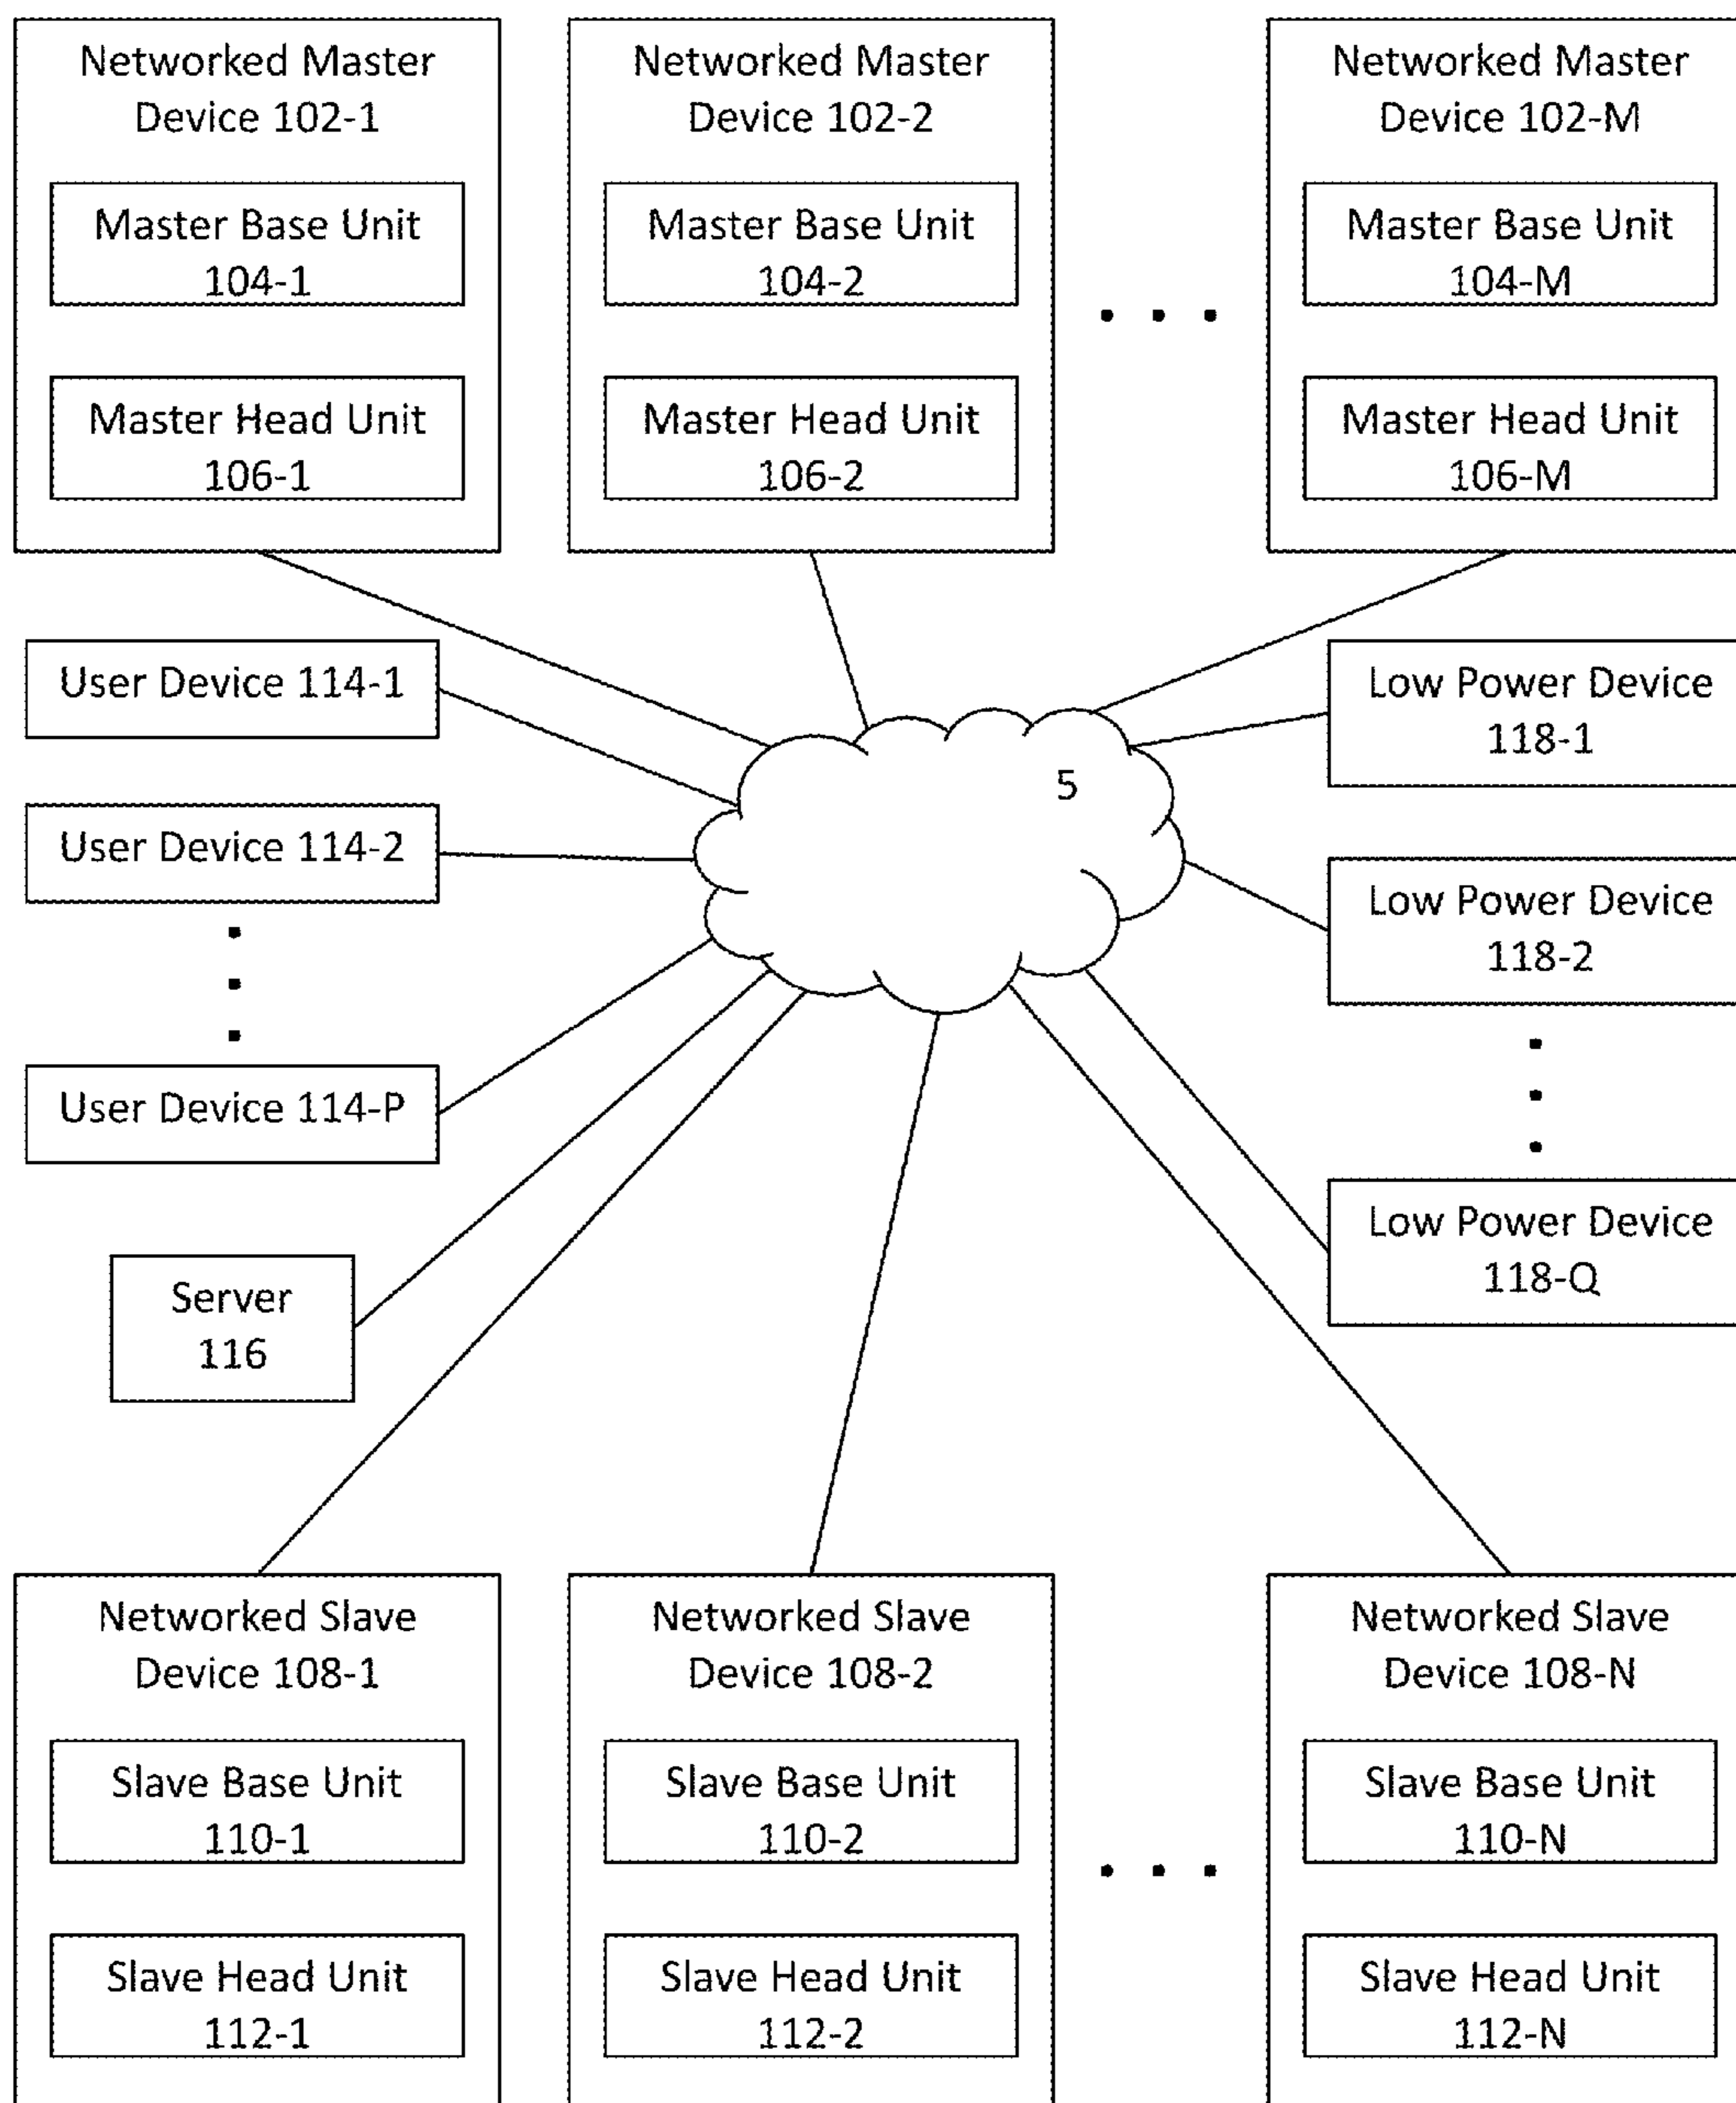 Networked Master
Device 102-1
Master Base Unit
104-1
Master Head Unit
106-1
Networked Master
Device 102-2
Master Base Unit
104-2
Master Head Unit
106-2
Networked Master
Device 102-M
Master Base Unit
104-M
Master Head Unit
106-M
User Device 114-1
User Device 114-2
User Device 114-P
Server
116
5
Low Power Device
118-1
Low Power Device
118-2
Low Power Device
118-Q
Networked Slave
Device 108-1
Slave Base Unit
110-1
Slave Head Unit
112-1
Networked Slave
Device 108-2
Slave Base Unit
110-2
Slave Head Unit
112-2
Networked Slave
Device 108-N
Slave Base Unit
110-N
Slave Head Unit
112-N